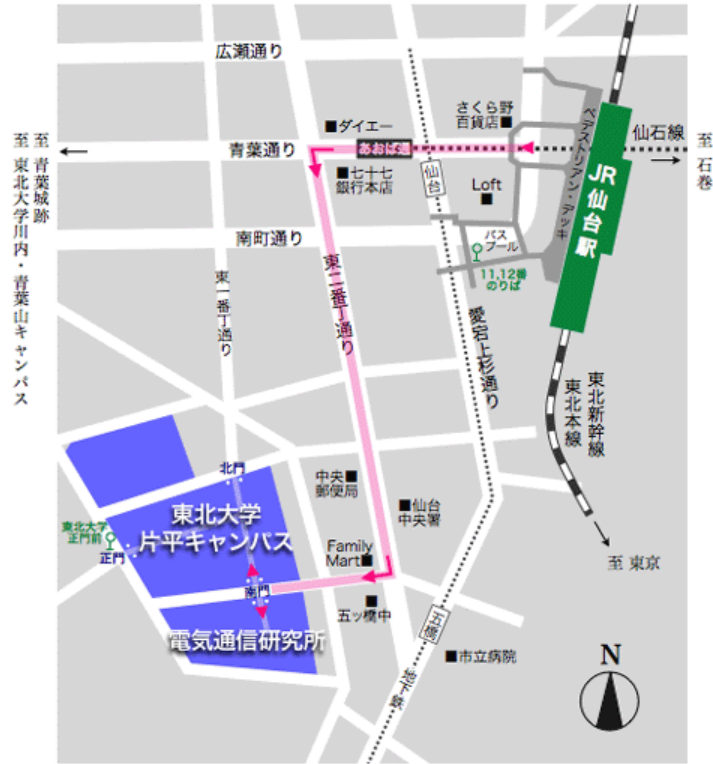 広瀬通り
さくら野
百貨店■
ペデストリアン・デッキ
仙石線
至 石巻
■ダイエー
あおば通
青葉通り
至 青葉城跡
至 東北大学川内・青葉山キャンパス
■七十七
銀行本店
仙台
Loft
■
JR仙台駅
南町通り
バス
プール
11,12番
のりば
東一番丁通り
東二番丁通り
愛宕上杉通り
東北新幹線
東北本線
北門
中央■
郵便局
■仙台
中央署
東北大学
片平キャンパス
東北大学
正門前
正門
Family
Mart■
至 東京
南門
■
五ッ橋中
五橋
電気通信研究所
■市立病院
地下鉄
N